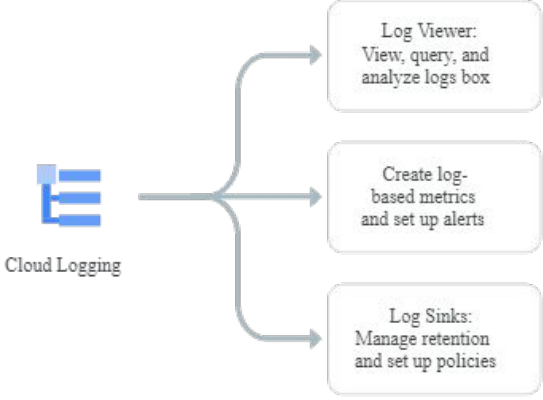 Log Viewer:
View, query, and
analyze logs box
Create log-
based metrics
and set up alerts
Cloud Logging
Log Sinks:
Manage retention
and set up policies